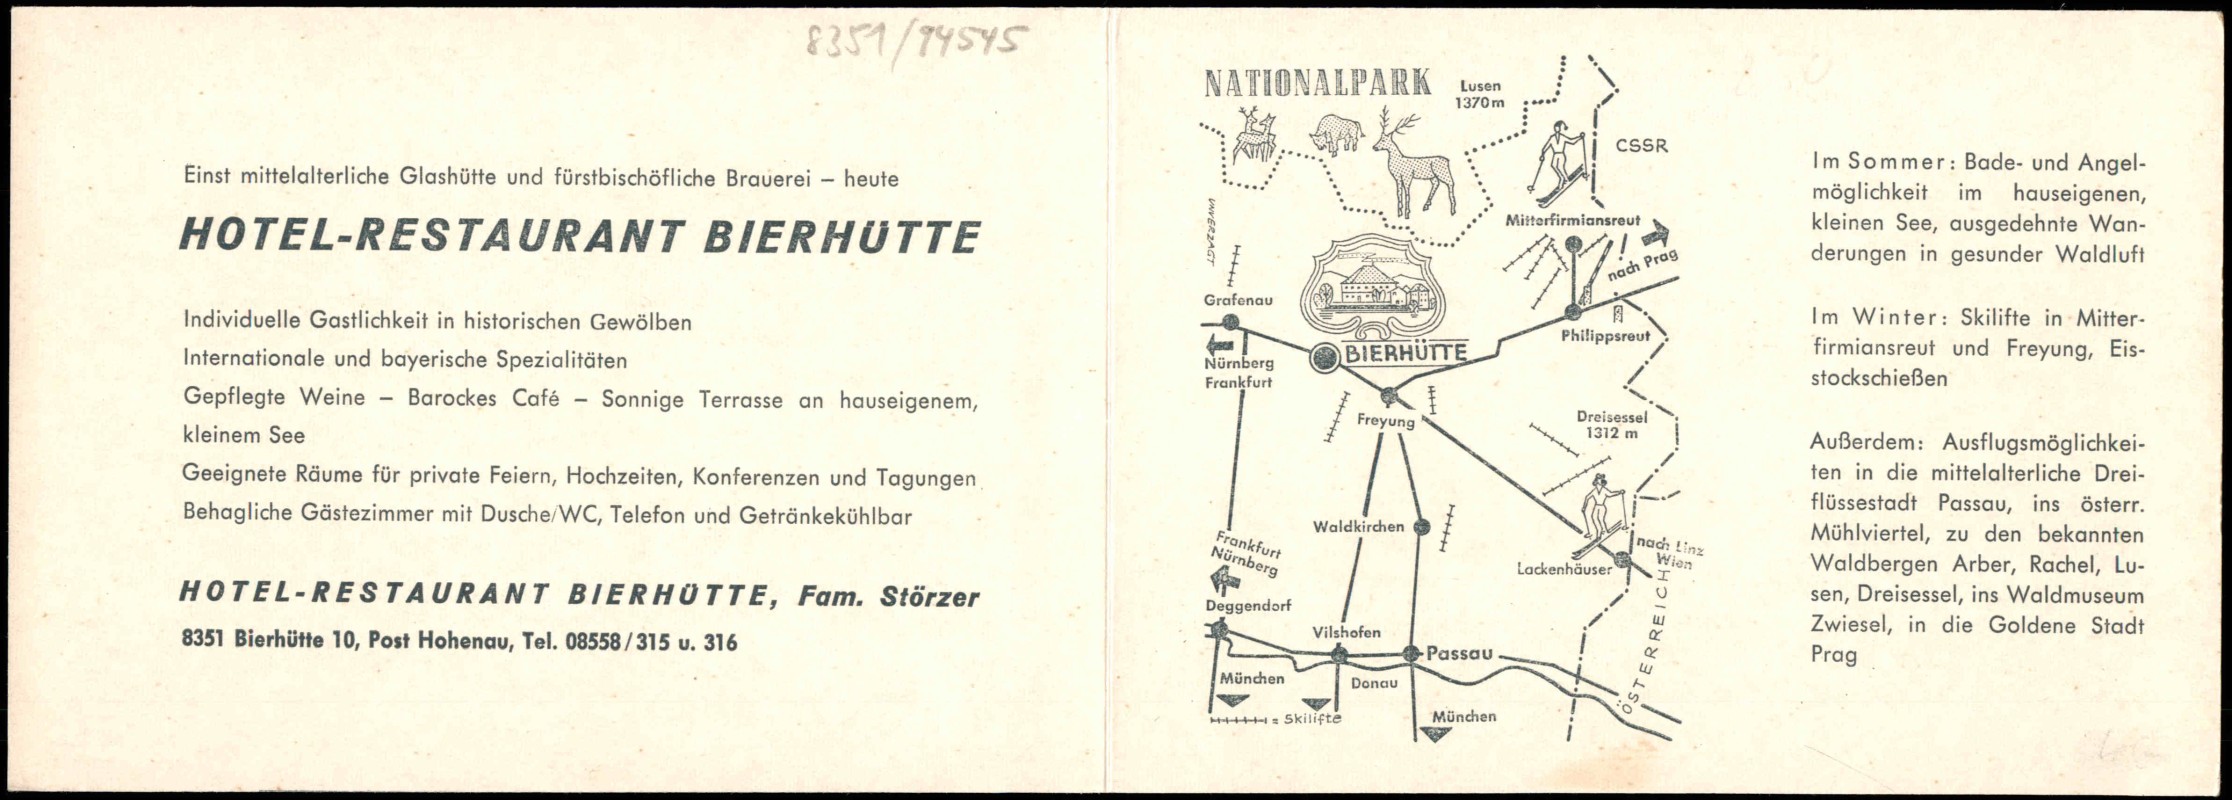 8351/94545
Einst mittelalterliche Glashütte und fürstbischöfliche Brauerei – heute
HOTEL-RESTAURANT BIERHÜTTE
Individuelle Gastlichkeit in historischen Gewölben
Internationale und bayerische Spezialitäten
Gepflegte Weine – Barockes Café – Sonnige Terrasse an hauseigenem,
kleinem See
Geeignete Räume für private Feiern, Hochzeiten, Konferenzen und Tagungen
Behagliche Gästezimmer mit Dusche/WC, Telefon und Getränkekühlbar
HOTEL-RESTAURANT BIERHÜTTE, Fam. Störzer
8351 Bierhütte 10, Post Hohenau, Tel. 08558/315 u. 316
NATIONALPARK
Lusen
1370m
CSSR
UNVERZAGT
Mitterfirmiansreut
nach Prag
Grafenau
Philippsreut
BIERHÜTTE
Nürnberg
Frankfurt
Freyung
Dreisessel
1312 m
Waldkirchen
Frankfurt
Nürnberg
nach Linz
Wien
Lackenhäuser
Deggendorf
Vilshofen
Passau
ÖSTERREICH
München
Donau
= Skilifte
München
Im Sommer: Bade- und Angel-
möglichkeit im hauseigenen,
kleinen See, ausgedehnte Wan-
derungen in gesunder Waldluft
Im Winter: Skilifte in Mitter-
firmiansreut und Freyung, Eis-
stockschießen
Außerdem: Ausflugsmöglichkei-
ten in die mittelalterliche Drei-
flüssestadt Passau, ins österr.
Mühlviertel, zu den bekannten
Waldbergen Arber, Rachel, Lu-
sen, Dreisessel, ins Waldmuseum
Zwiesel, in die Goldene Stadt
Prag